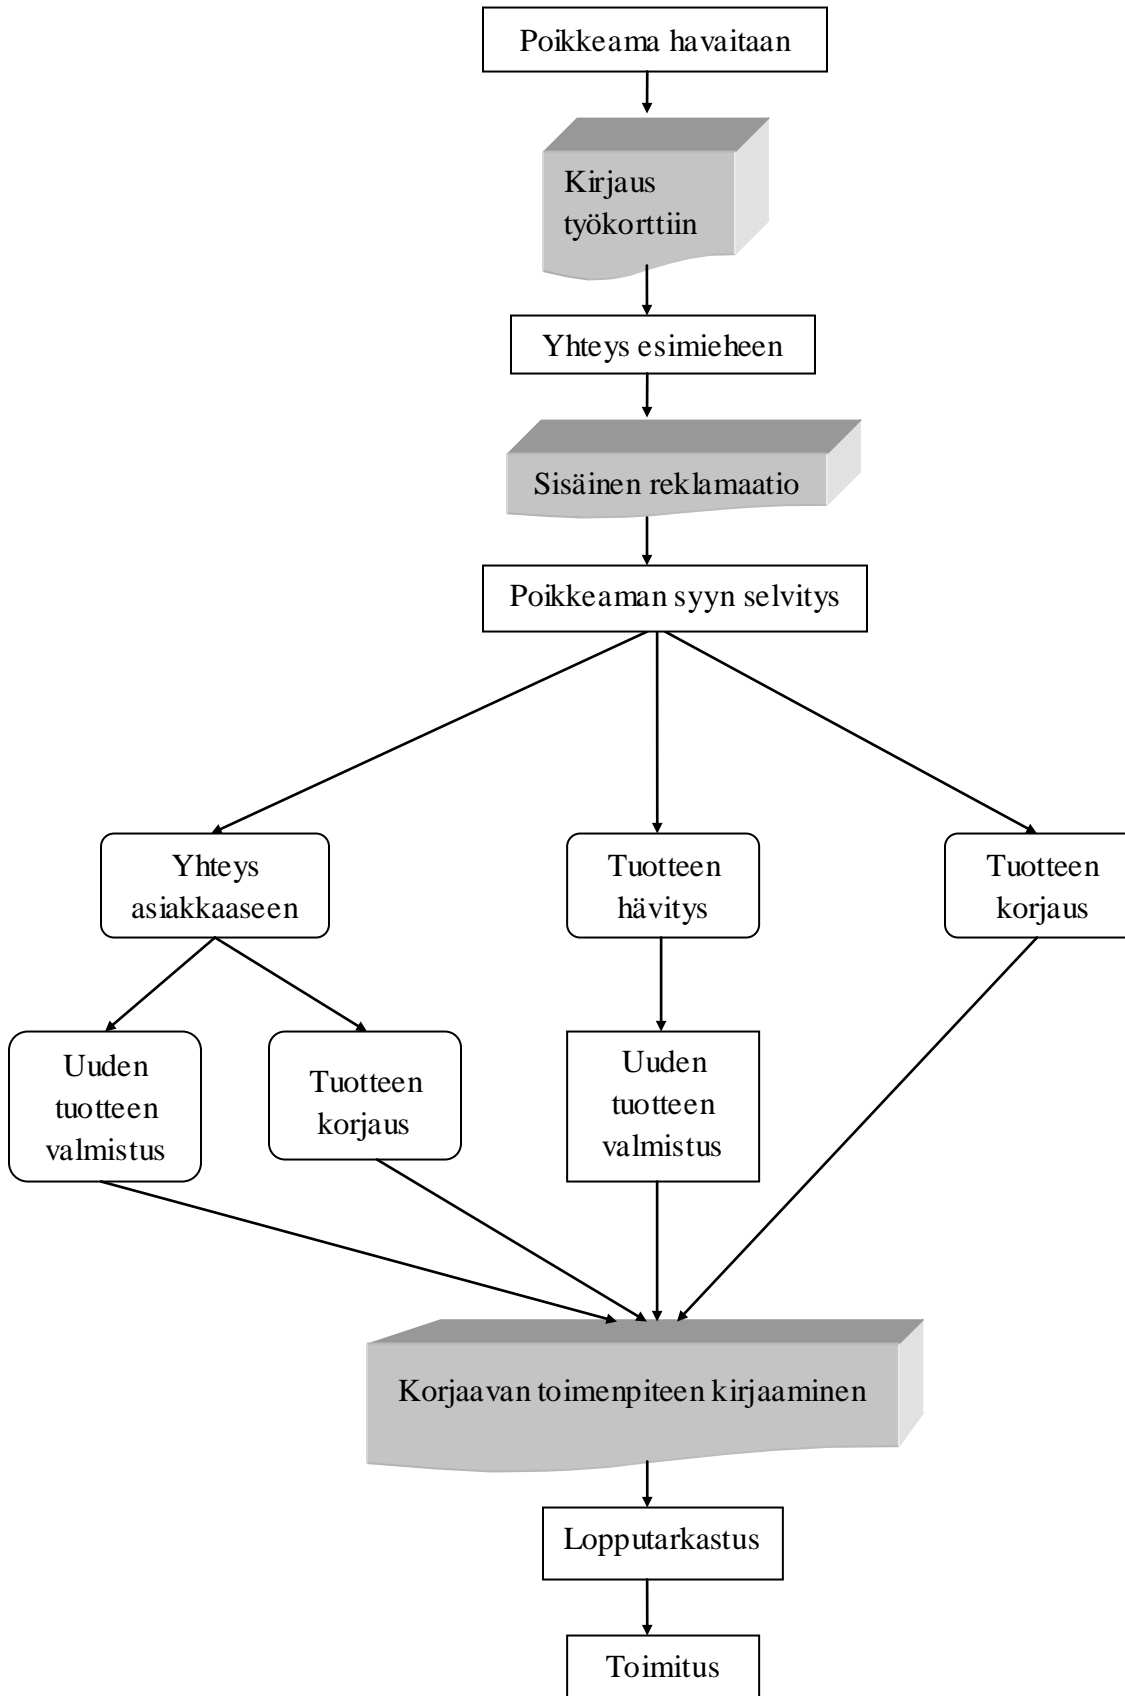 Poikkeama havaitaan
Kirjaus
työkorttiin
Yhteys esimieheen
Sisäinen reklamaatio
Poikkeaman syyn selvitys
Yhteys
asiakkaaseen
Tuotteen
hävitys
Tuotteen
korjaus
Uuden
tuotteen
valmistus
Tuotteen
korjaus
Uuden
tuotteen
valmistus
Korjaavan toimenpiteen kirjaaminen
Lopputarkastus
Toimitus